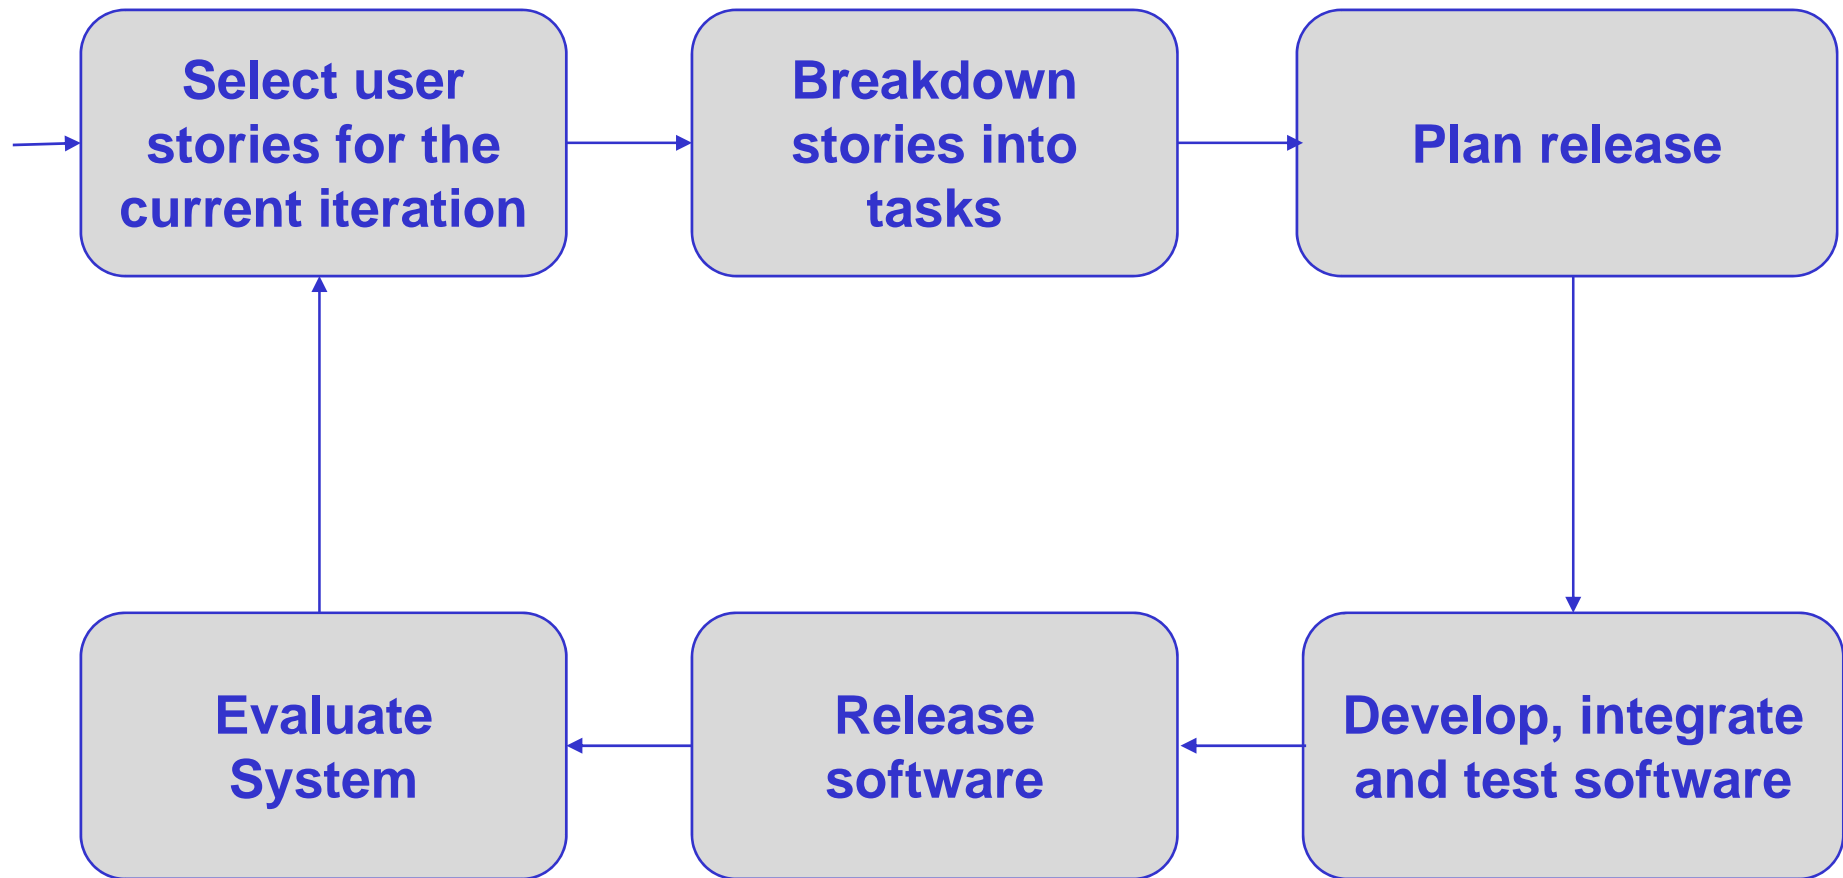 Select user
stories for the
current iteration
Breakdown
stories into
tasks
Plan release
Evaluate
System
Release
software
Develop, integrate
and test software